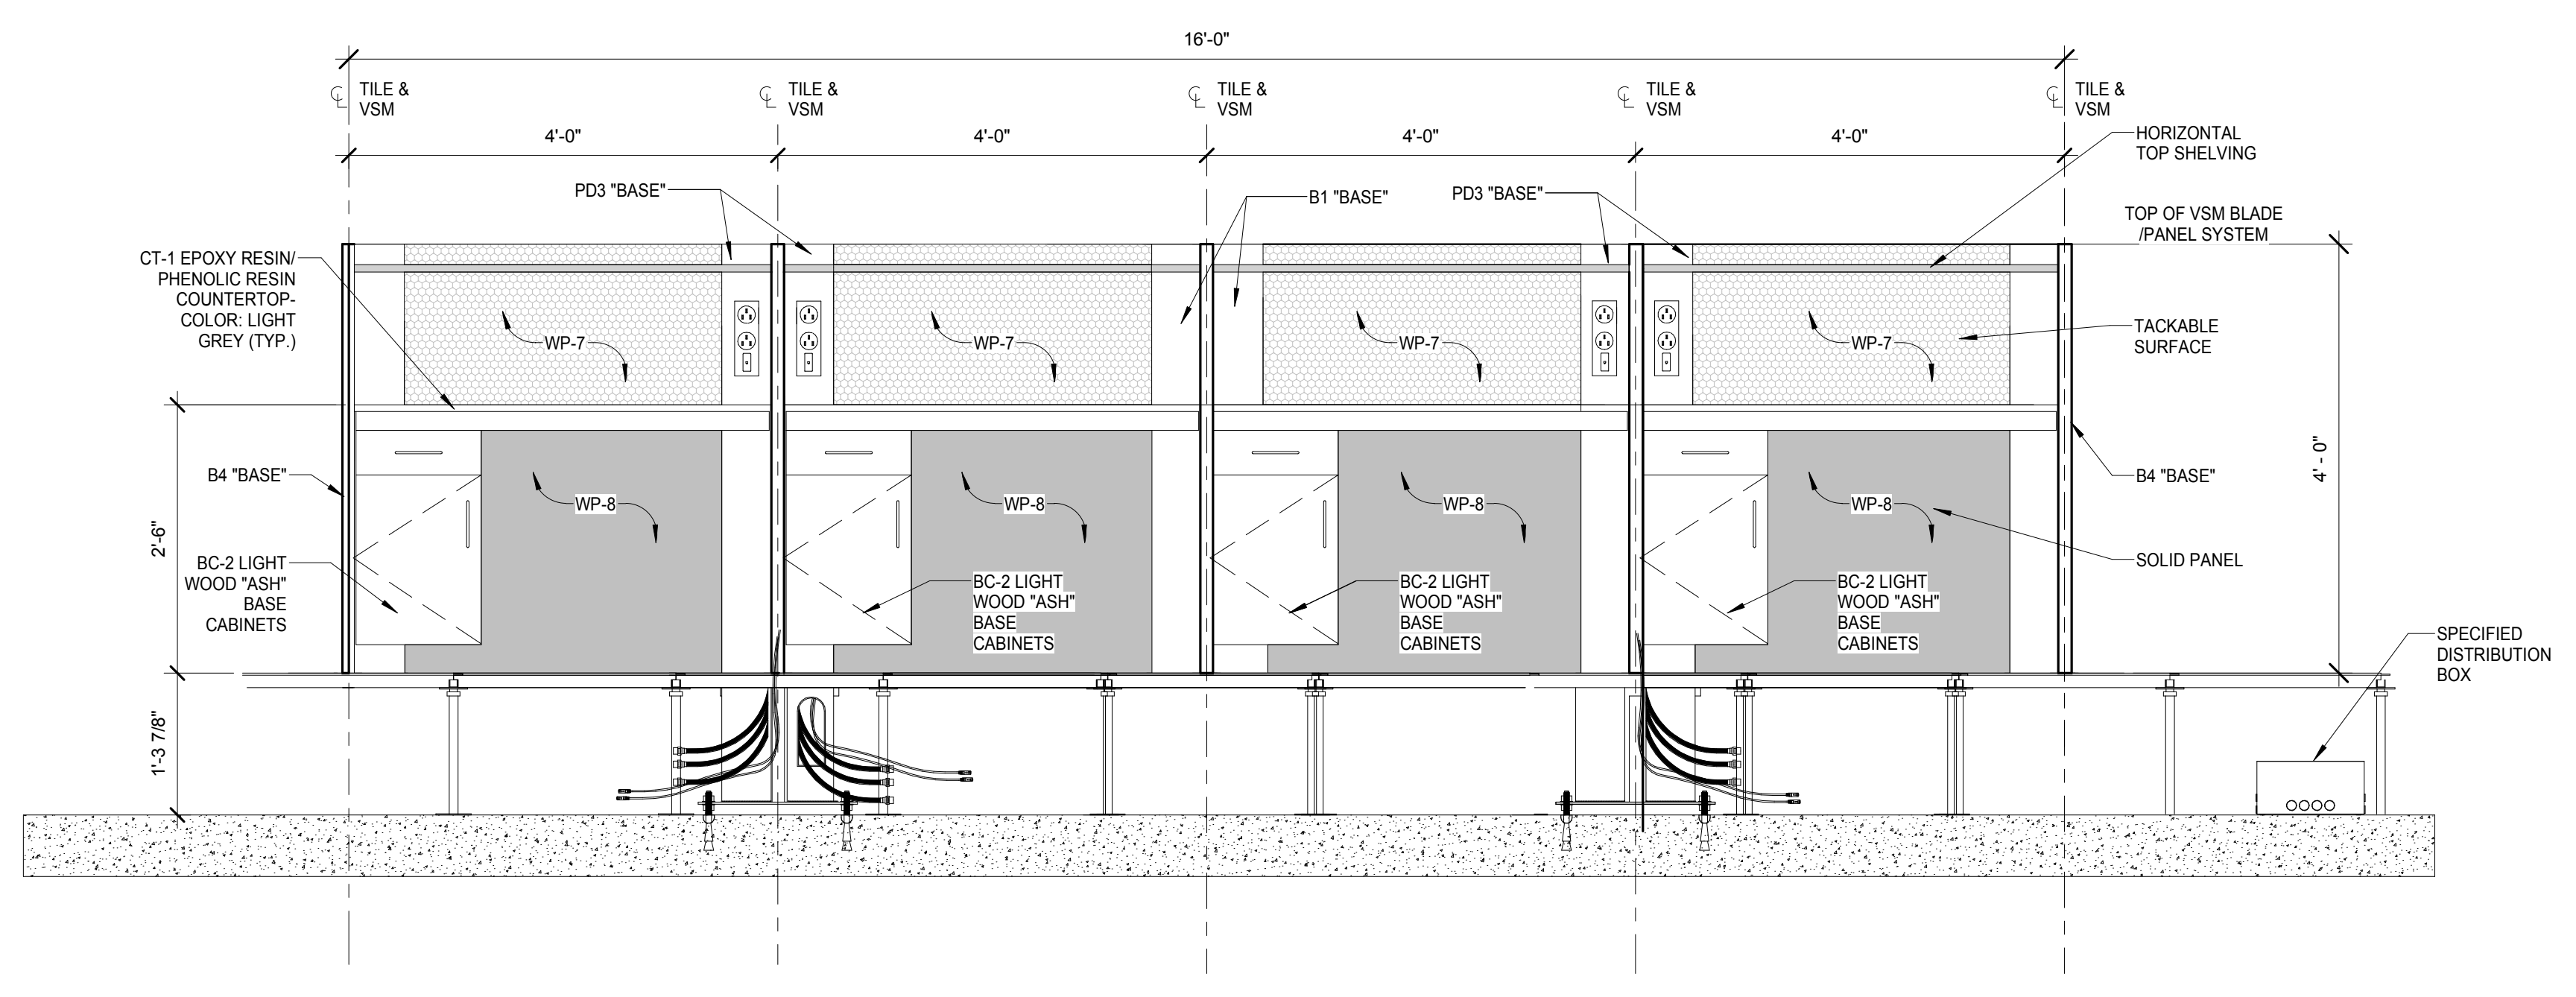 16'-0"
℄ TILE &
VSM
℄ TILE &
VSM
℄ TILE &
VSM
℄ TILE &
VSM
℄ TILE &
VSM
4'-0"
4'-0"
4'-0"
4'-0"
HORIZONTAL
TOP SHELVING
PD3 "BASE"
B1 "BASE"
PD3 "BASE"
TOP OF VSM BLADE
/PANEL SYSTEM
CT-1 EPOXY RESIN/
PHENOLIC RESIN
COUNTERTOP-
COLOR: LIGHT
GREY (TYP.)
WP-7
WP-7
WP-7
WP-7
TACKABLE
SURFACE
B4 "BASE"
WP-8
WP-8
WP-8
WP-8
B4 "BASE"
4' - 0"
2'-6"
BC-2 LIGHT
WOOD "ASH"
BASE
CABINETS
BC-2 LIGHT
WOOD "ASH"
BASE
CABINETS
BC-2 LIGHT
WOOD "ASH"
BASE
CABINETS
BC-2 LIGHT
WOOD "ASH"
BASE
CABINETS
SOLID PANEL
SPECIFIED
DISTRIBUTION
BOX
1'-3 7/8"